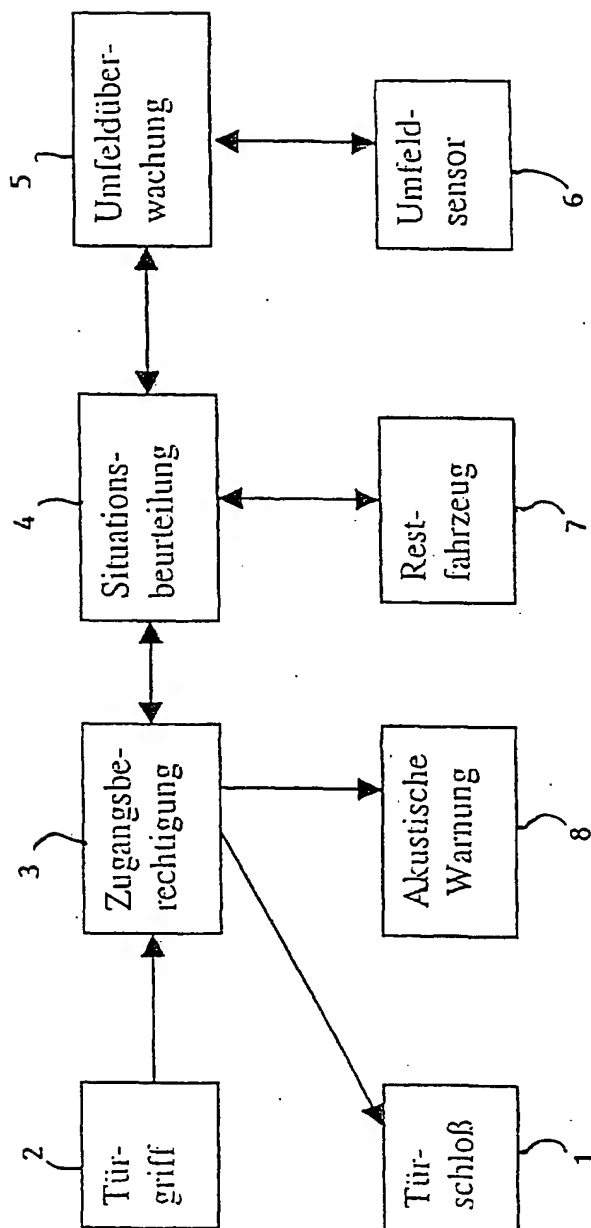 2
Tür-
griff
3
Zugangsbe-
rechtigung
4
Situations-
beurteilung
5
Umfeldüber-
wachung
Tür-
schloß
1
Akustische
Warnung
8
Rest-
fahrzeug
7
Umfeld-
sensor
6